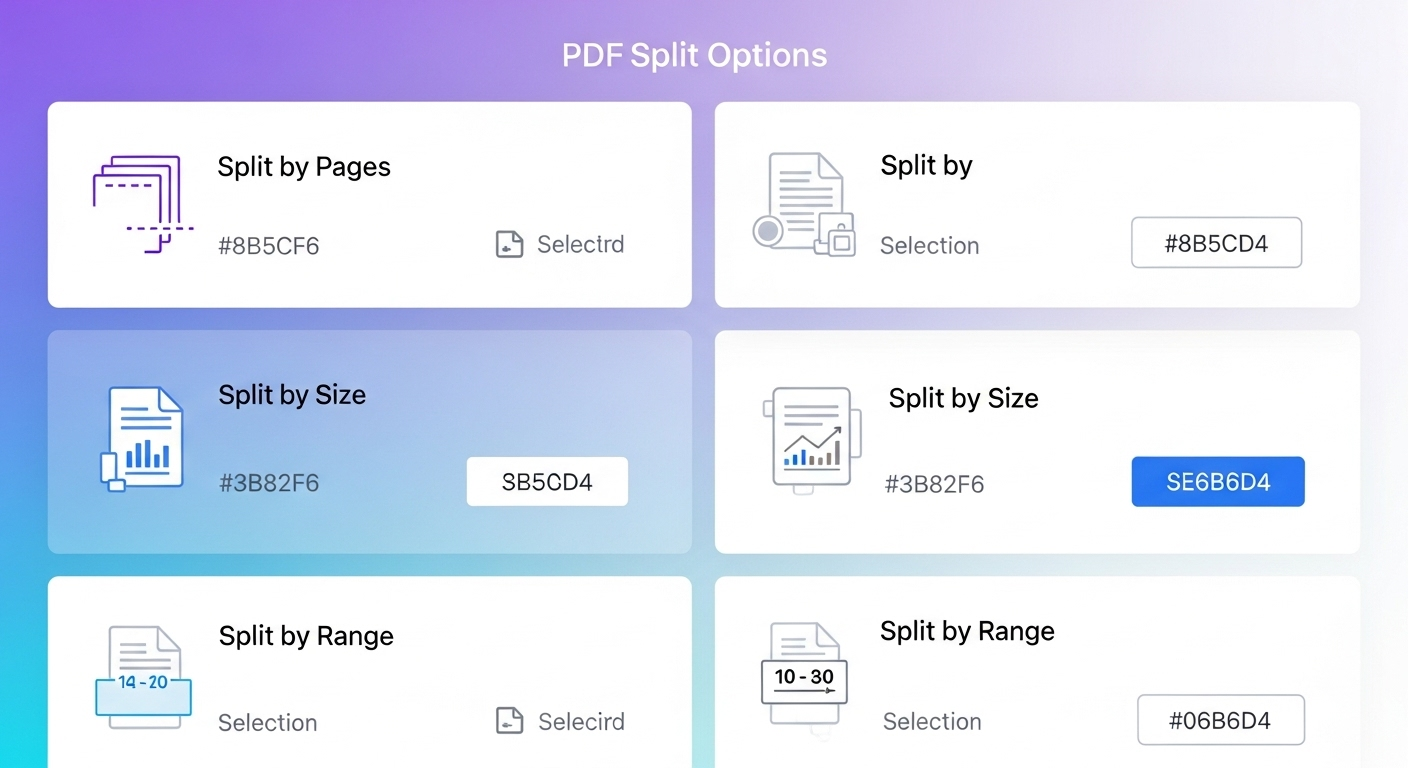 PDF Split Options
Split by Pages
#8B5CF6
Selectrd
Split by
Selection
#8B5CD4
Split by Size
#3B82F6
SB5CD4
Split by Size
#3B82F6
SE6B6D4
Split by Range
14-20
Selection
Selecird
Split by Range
10-30
Selection
#06B6D4